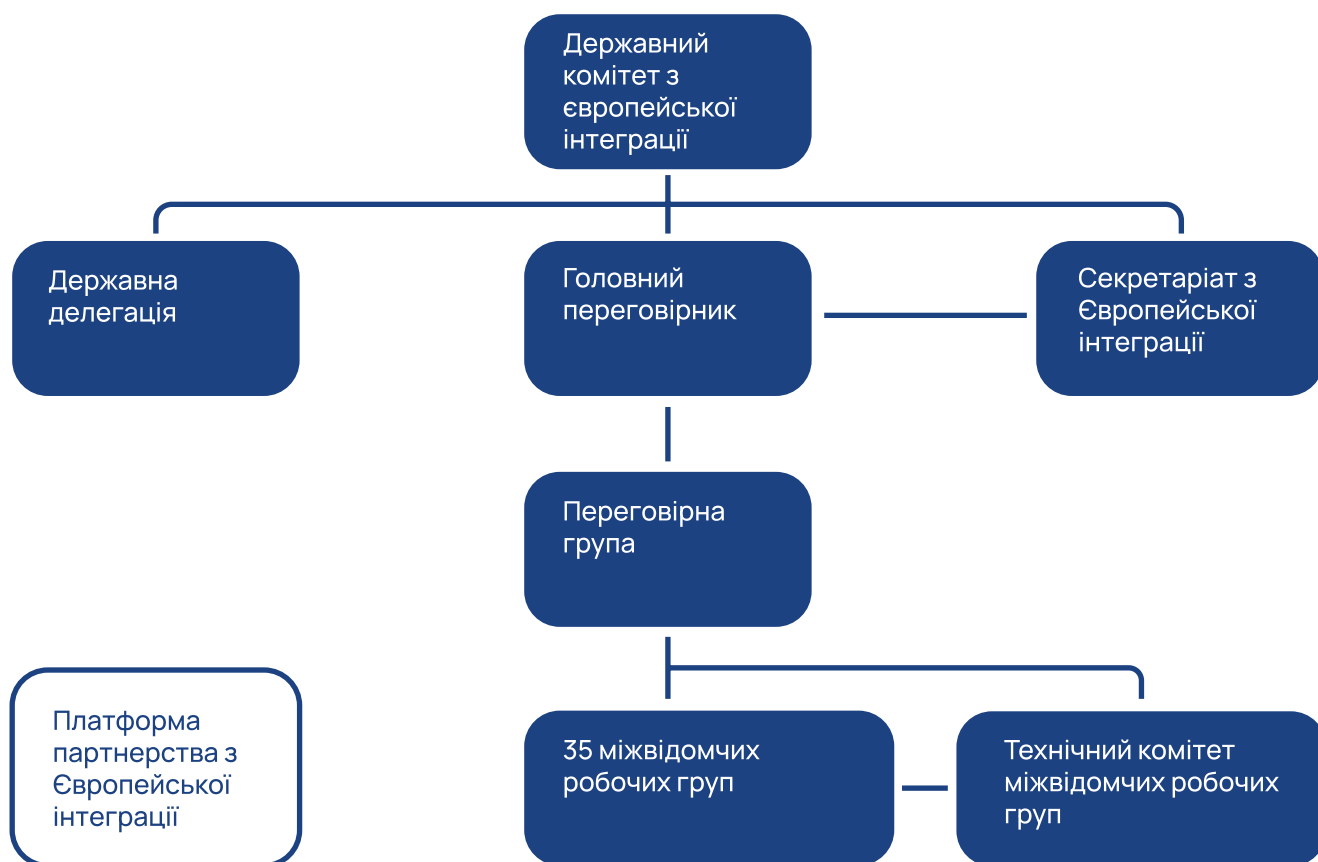 Державний
комітет з
європейської
інтеграції
Державна
делегація
Головний
переговірник
Секретаріат з
Європейської
інтеграції
Переговірна
група
Платформа
партнерства з
Європейської
інтеграції
35 міжвідомчих
робочих груп
Технічний комітет
міжвідомчих робочих
груп